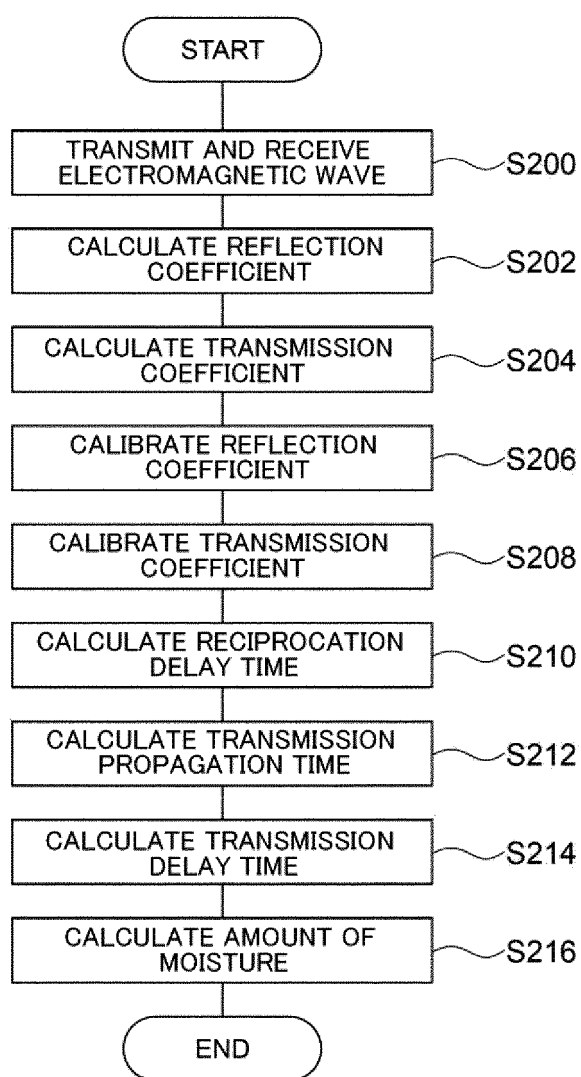 START
TRANSMIT AND RECEIVE
ELECTROMAGNETIC WAVE
S200
CALCULATE REFLECTION
COEFFICIENT
S202
CALCULATE TRANSMISSION
COEFFICIENT
S204
CALIBRATE REFLECTION
COEFFICIENT
S206
CALIBRATE TRANSMISSION
COEFFICIENT
S208
CALCULATE RECIPROCATION
DELAY TIME
S210
CALCULATE TRANSMISSION
PROPAGATION TIME
S212
CALCULATE TRANSMISSION
DELAY TIME
S214
CALCULATE AMOUNT OF
MOISTURE
S216
END